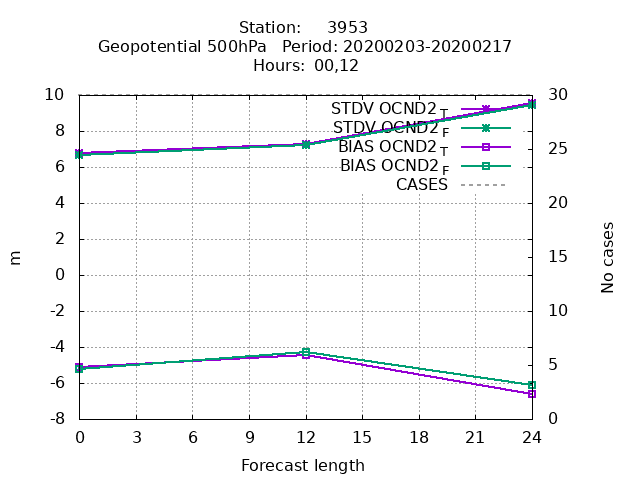 Station:     3953
Geopotential 500hPa   Period: 20200203-20200217
Hours:  00,12
10
8
6
4
2
0
-2
-4
-6
-8
m
30
25
20
15
10
5
0
No cases
STDV OCND2 T
STDV OCND2 F
BIAS OCND2 T
BIAS OCND2 F
CASES
0 3 6 9 12 15 18 21 24
Forecast length